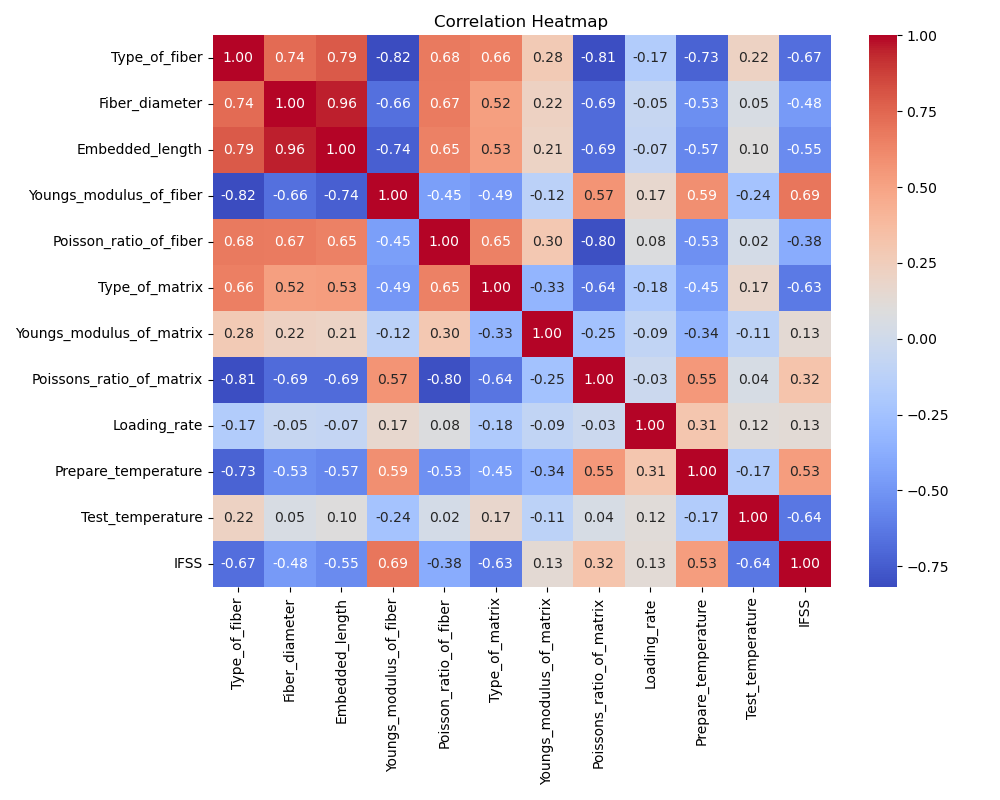 Correlation Heatmap
Type_of_fiber 1.00 0.74 0.79 -0.82 0.68 0.66 0.28 -0.81 -0.17 -0.73 0.22 -0.67
Fiber_diameter 0.74 1.00 0.96 -0.66 0.67 0.52 0.22 -0.69 -0.05 -0.53 0.05 -0.48
Embedded_length 0.79 0.96 1.00 -0.74 0.65 0.53 0.21 -0.69 -0.07 -0.57 0.10 -0.55
Youngs_modulus_of_fiber -0.82 -0.66 -0.74 1.00 -0.45 -0.49 -0.12 0.57 0.17 0.59 -0.24 0.69
Poisson_ratio_of_fiber 0.68 0.67 0.65 -0.45 1.00 0.65 0.30 -0.80 0.08 -0.53 0.02 -0.38
Type_of_matrix 0.66 0.52 0.53 -0.49 0.65 1.00 -0.33 -0.64 -0.18 -0.45 0.17 -0.63
Youngs_modulus_of_matrix 0.28 0.22 0.21 -0.12 0.30 -0.33 1.00 -0.25 -0.09 -0.34 -0.11 0.13
Poissons_ratio_of_matrix -0.81 -0.69 -0.69 0.57 -0.80 -0.64 -0.25 1.00 -0.03 0.55 0.04 0.32
Loading_rate -0.17 -0.05 -0.07 0.17 0.08 -0.18 -0.09 -0.03 1.00 0.31 0.12 0.13
Prepare_temperature -0.73 -0.53 -0.57 0.59 -0.53 -0.45 -0.34 0.55 0.31 1.00 -0.17 0.53
Test_temperature 0.22 0.05 0.10 -0.24 0.02 0.17 -0.11 0.04 0.12 -0.17 1.00 -0.64
IFSS -0.67 -0.48 -0.55 0.69 -0.38 -0.63 0.13 0.32 0.13 0.53 -0.64 1.00
Type_of_fiber
Fiber_diameter
Embedded_length
Youngs_modulus_of_fiber
Poisson_ratio_of_fiber
Type_of_matrix
Youngs_modulus_of_matrix
Poissons_ratio_of_matrix
Loading_rate
Prepare_temperature
Test_temperature
IFSS
1.00
0.75
0.50
0.25
0.00
-0.25
-0.50
-0.75